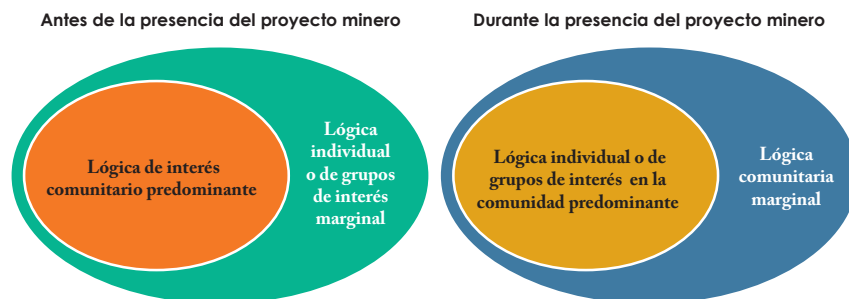 Antes de la presencia del proyecto minero
Lógica de interés
comunitario predominante
Lógica
individual
o de grupos
de interés
marginal
Durante la presencia del proyecto minero
Lógica individual o de
grupos de interés en la
comunidad predominante
Lógica
comunitaria
marginal